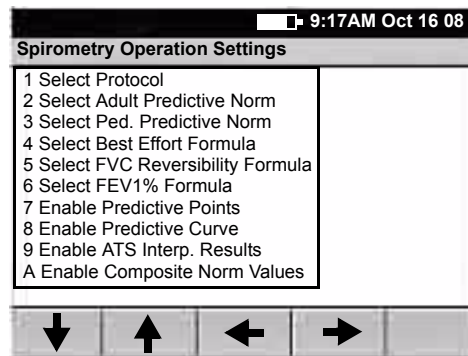 9:17AM Oct 16 08
Spirometry Operation Settings
1 Select Protocol
2 Select Adult Predictive Norm
3 Select Ped. Predictive Norm
4 Select Best Effort Formula
5 Select FVC Reversibility Formula
6 Select FEV1% Formula
7 Enable Predictive Points
8 Enable Predictive Curve
9 Enable ATS Interp. Results
A Enable Composite Norm Values